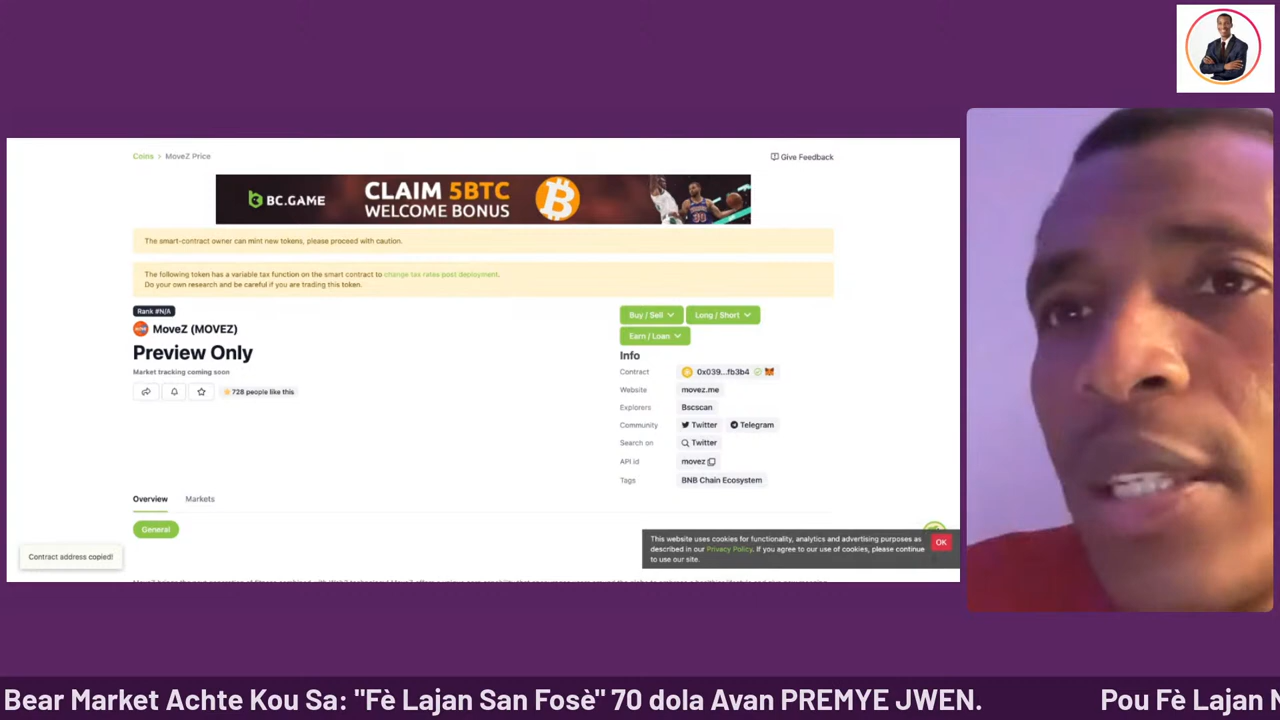 Coins > MoveZ Price
Give Feedback
BC.GAME
CLAIM 5BTC
WELCOME BONUS
The smart-contract owner can mint new tokens, please proceed with caution.
The following token has a variable tax function on the smart contract to change tax rates post deployment.
Do your own research and be careful if you are trading this token.
Rank #N/A
MoveZ (MOVEZ)
Preview Only
Market tracking coming soon
728 people like this
Buy / Sell
Long / Short
Earn / Loan
Info
Contract 0x039...fb3b4
Website movez.me
Explorers Bscscan
Community Twitter Telegram
Search on Twitter
API id movez
Tags BNB Chain Ecosystem
Overview Markets
General
Contract address copied!
This website uses cookies for functionality, analytics and advertising purposes as
described in our Privacy Policy. If you agree to our use of cookies, please continue
to use our site.
OK
Bear Market Achte Kou Sa: "Fè Lajan San Fosè" 70 dola Avan PREMYE JWEN.
Pou Fè Lajan